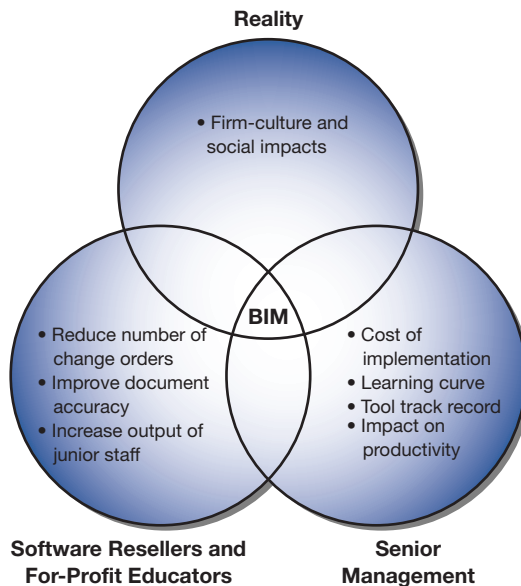 Reality
• Firm-culture and
social impacts
BIM
• Reduce number of
change orders
• Improve document
accuracy
• Increase output of
junior staff
• Cost of
implementation
• Learning curve
• Tool track record
• Impact on
productivity
Software Resellers and
For-Profit Educators
Senior
Management